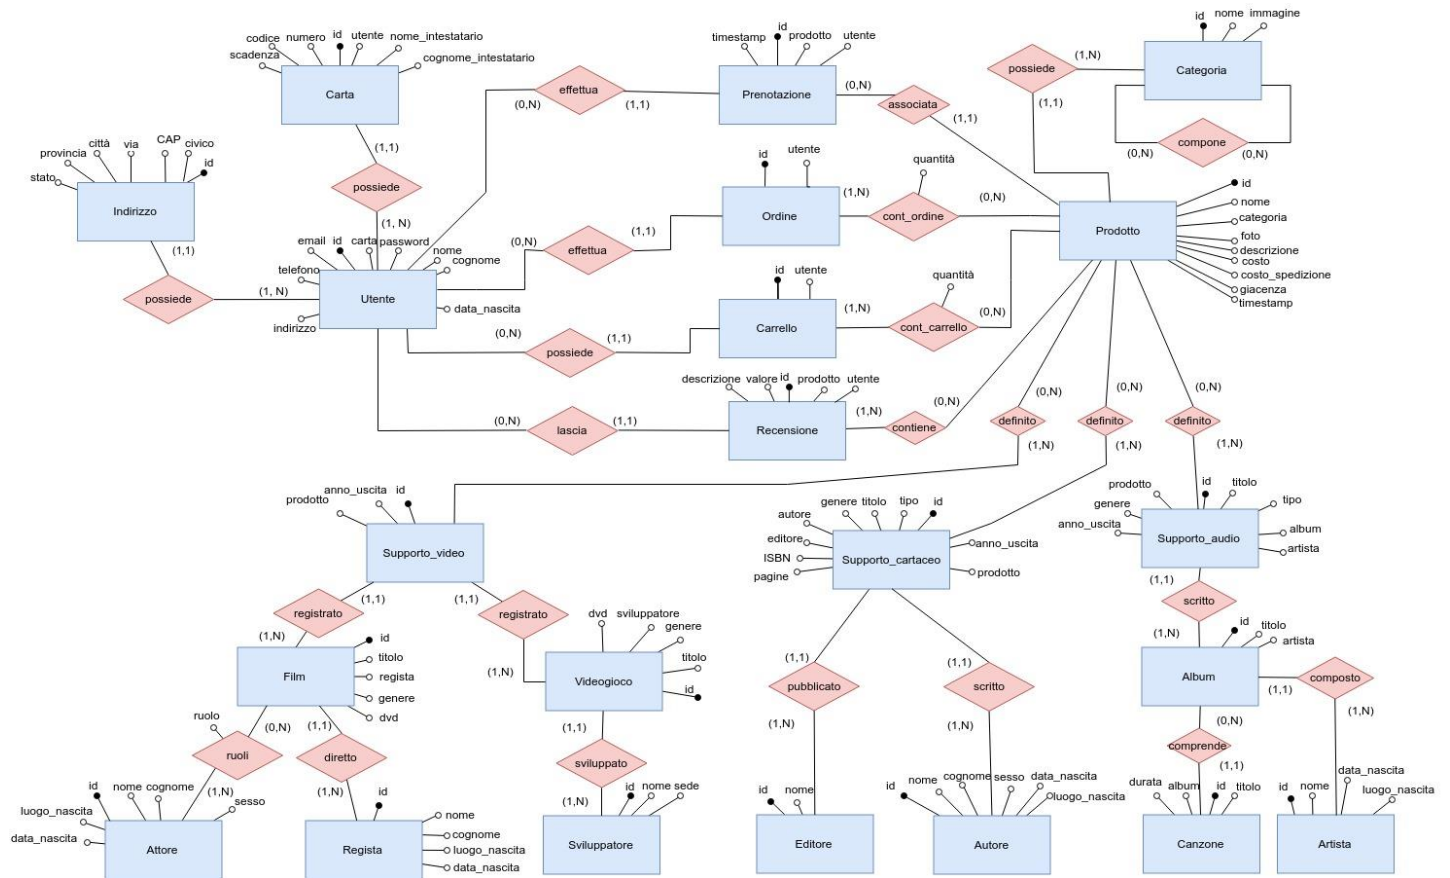 id nome immagine
Categoria
possiede (1,N)
(1,1)
compone
(0,N) (0,N)
codice numero id utente nome_intestatario
scadenza cognome_intestatario
Carta
(1,1)
possiede
(1, N)
effettua
(0,N) (1,1)
timestamp id prodotto utente
Prenotazione
(0,N)
associata
(1,1)
provincia città via CAP civico
stato id
Indirizzo
(1,1)
possiede
(1, N)
email id carta password
nome
cognome
telefono
Utente
data_nascita
indirizzo
id utente
Ordine
(0,N) effettua (1,1)
(1,N) cont_ordine (0,N)
quantità
id
nome
categoria
foto
descrizione
costo
costo_spedizione
giacenza
timestamp
Prodotto
id utente
Carrello
(0,N) possiede (1,1)
(1,N) cont_carrello (0,N)
quantità
descrizione valore id prodotto utente
Recensione
(0,N) lascia (1,1)
(1,N) contiene (0,N)
(0,N) (0,N) (0,N)
definito definito definito
(1,N) (1,N) (1,N)
prodotto anno_uscita id
Supporto_video
(1,1) (1,1)
registrato registrato
(1,N) (1,N)
genere titolo tipo id
autore
editore
ISBN
pagine
Supporto_cartaceo
anno_uscita
prodotto
prodotto id titolo
genere tipo
anno_uscita album
artista
Supporto_audio
(1,1)
scritto
(1,N)
id
titolo
regista
genere
dvd
Film
dvd sviluppatore
genere
titolo
id
Videogioco
(1,1)
pubblicato
(1,N)
(1,1)
scritto
(1,N)
id titolo
artista
Album
(1,1) composto
(1,N)
(0,N)
comprende
(1,1)
ruolo (0,N) (1,1)
ruoli diretto
(1,N) (1,N)
(1,1)
sviluppato
(1,N)
id nome cognome
luogo_nascita sesso
data_nascita
Attore
id nome
cognome
luogo_nascita
data_nascita
Regista
id nome sede
Sviluppatore
id nome
Editore
id nome cognome sesso data_nascita
luogo_nascita
Autore
durata album id titolo
Canzone
id nome data_nascita
luogo_nascita
Artista